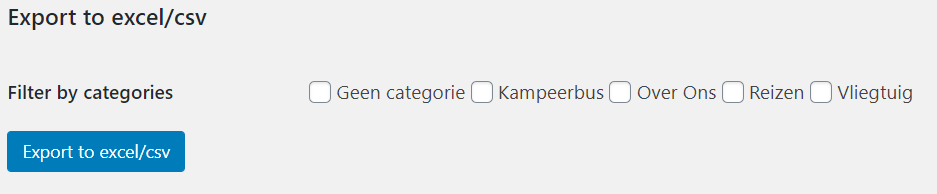 Export to excel/csv
Filter by categories Geen categorie Kampeerbus Over Ons Reizen Vliegtuig
Export to excel/csv